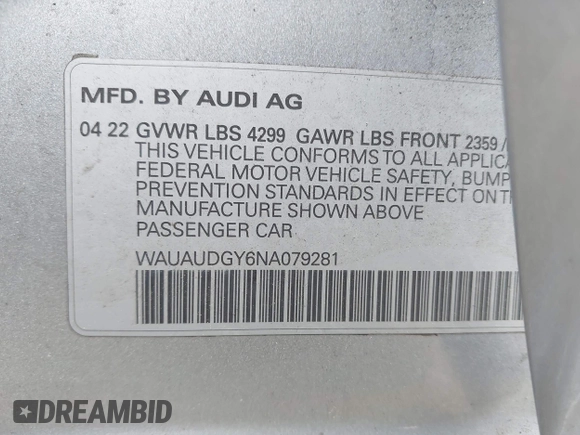 MFD. BY AUDI AG
04 22 GVWR LBS 4299 GAWR LBS FRONT 2359 /
THIS VEHICLE CONFORMS TO ALL
FEDERAL MOTOR VEHICLE SAFETY,
PREVENTION STANDARDS IN EFFECT ON
MANUFACTURE SHOWN ABOVE
PASSENGER CAR
WAUAUDGY6NA079281
DREAMBID